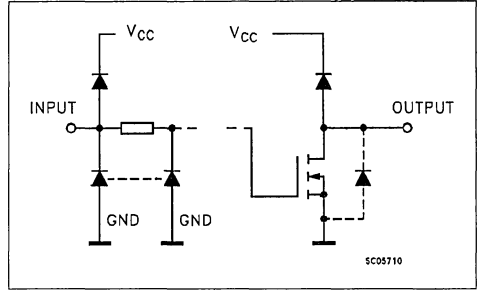 VCC
VCC
INPUT
OUTPUT
GND
GND
SC05710